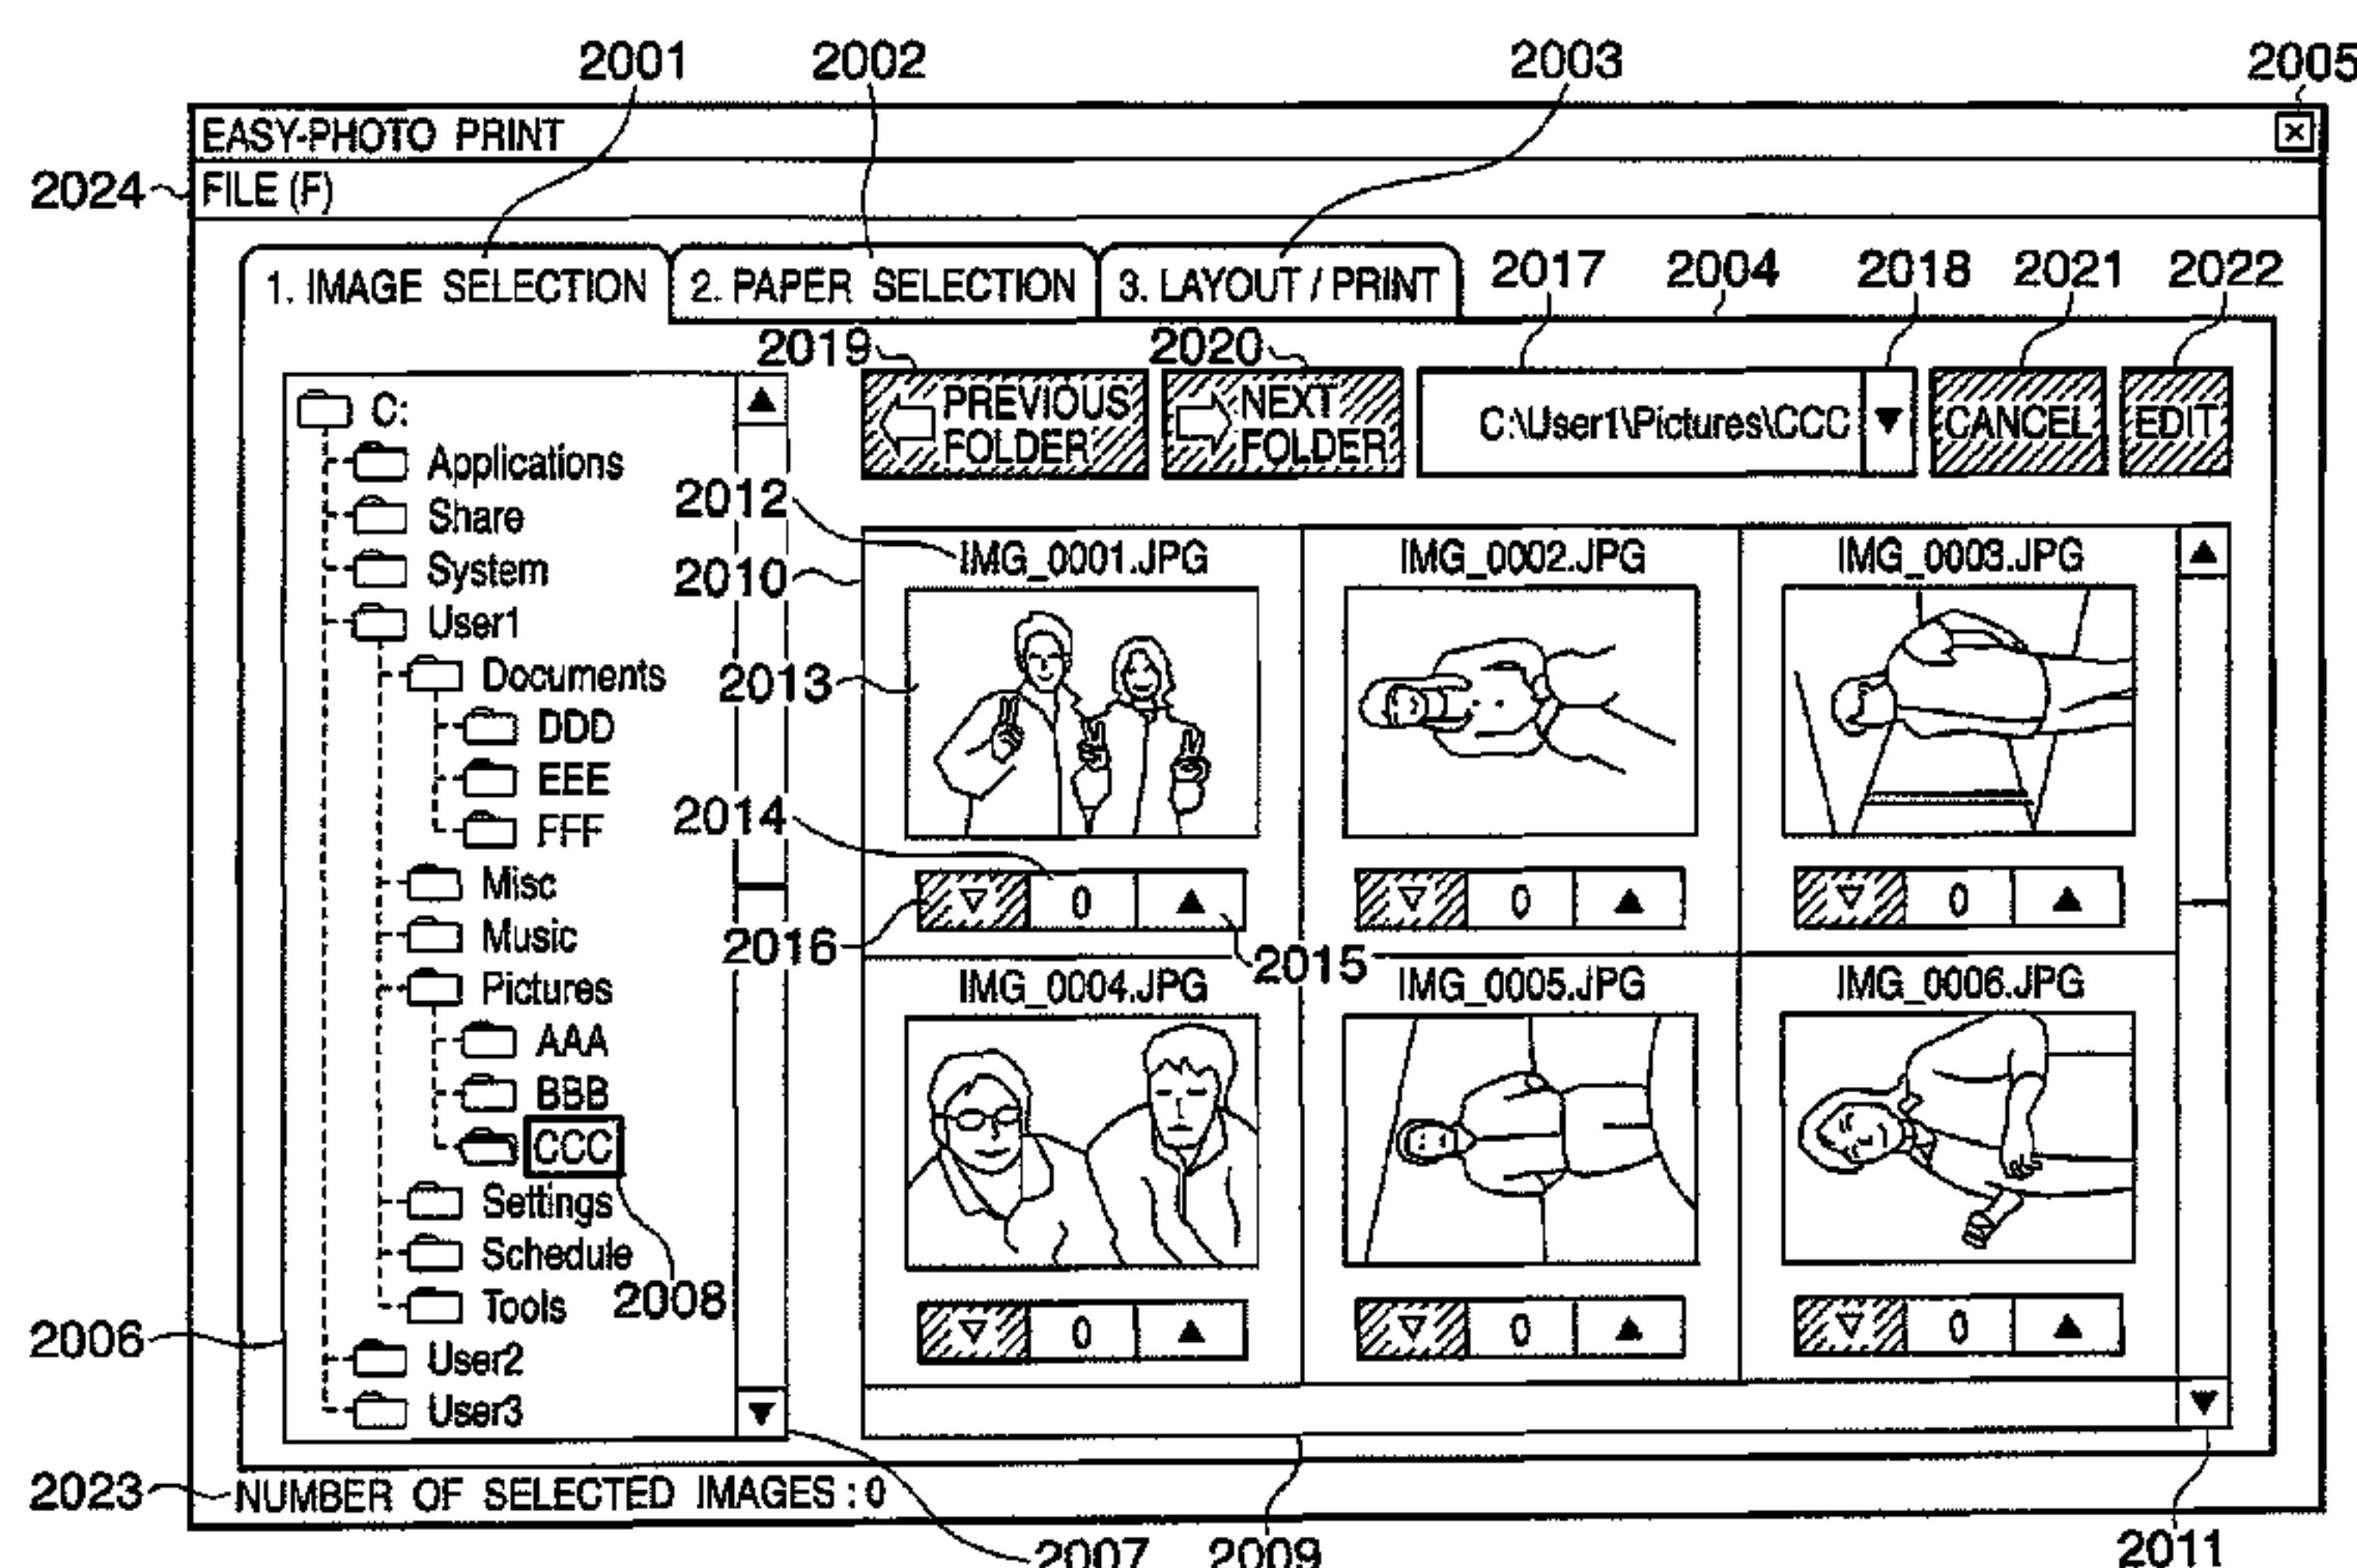 2001 2002 2003 2005
EASY-PHOTO PRINT
2024 FILE (F)
1. IMAGE SELECTION 2. PAPER SELECTION 3. LAYOUT / PRINT 2017 2004 2018 2021 2022
2019 2020
PREVIOUS FOLDER
NEXT FOLDER
C:\User1\Pictures\CCC
CANCEL
EDIT
C:
Applications
Share
System
User1
Documents
DDD
EEE
FFF
Misc
Music
Pictures
AAA
BBB
CCC
Settings
Schedule
Tools
User2
User3
2006
2008
2012
2010
2013
2014
2016
2015
IMG_0001.JPG IMG_0002.JPG IMG_0003.JPG
0 0 0
IMG_0004.JPG IMG_0005.JPG IMG_0006.JPG
0 0 0
2023 NUMBER OF SELECTED IMAGES : 0
2007 2009 2011